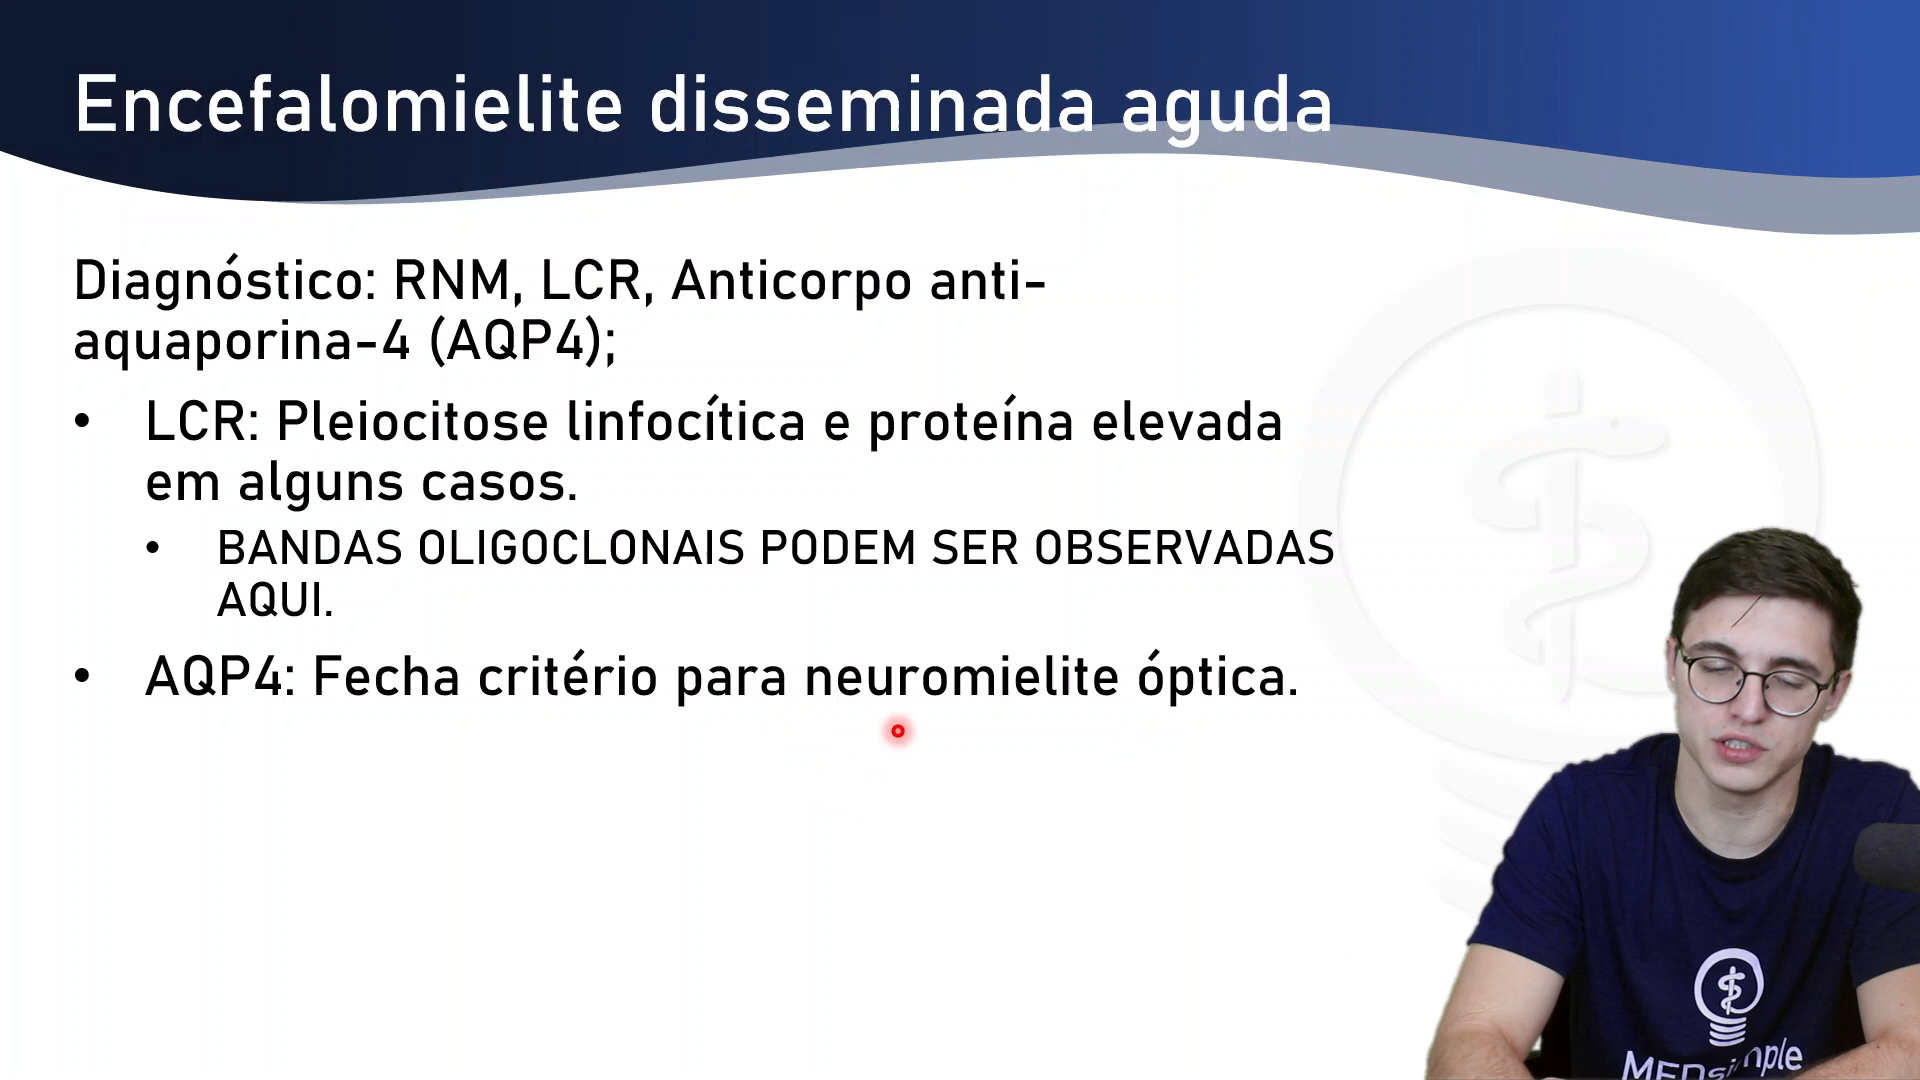 Encefalomielite disseminada aguda
Diagnóstico: RNM, LCR, Anticorpo anti-
aquaporina-4 (AQP4);
• LCR: Pleiocitose linfocítica e proteína elevada
em alguns casos.
• BANDAS OLIGOCLONAIS PODEM SER OBSERVADAS
AQUI.
• AQP4: Fecha critério para neuromielite óptica.
MEDsimple